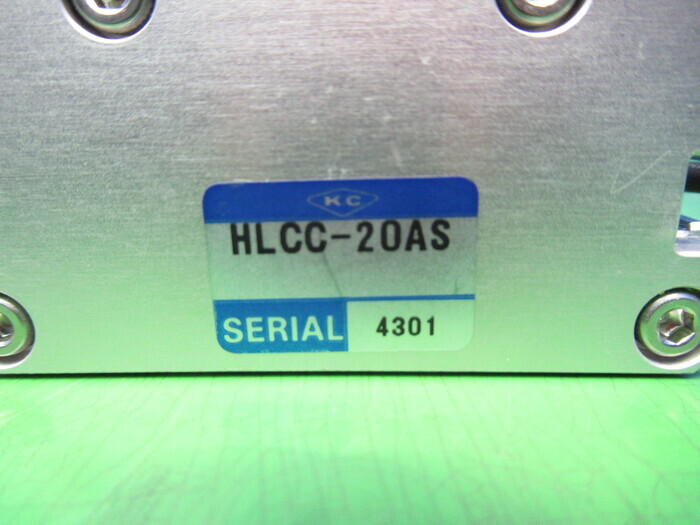 KC
HLCC-20AS
SERIAL 4301